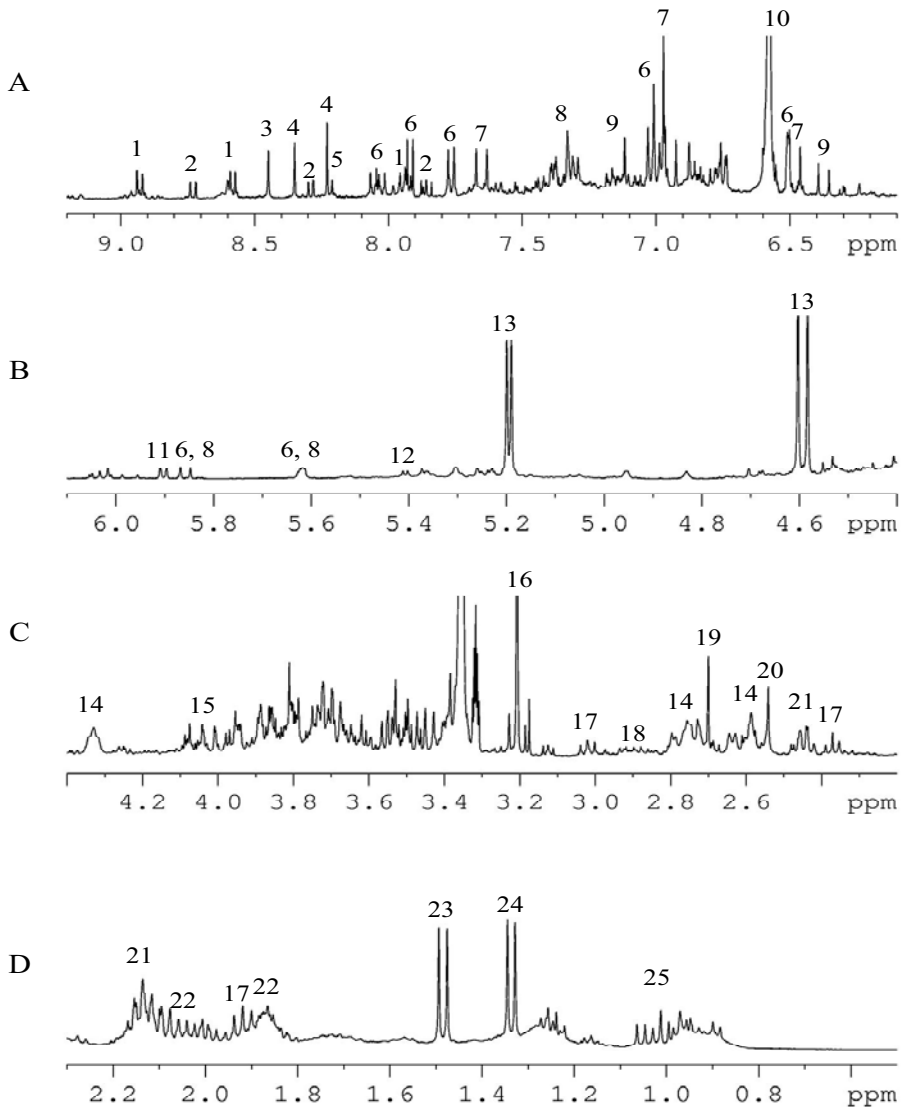 A
1 2 1 3 4 2 4 5 6 1 6 2 6 7 8 9 6 7 10 6 7 9
9.0 8.5 8.0 7.5 7.0 6.5 ppm
B
11 6, 8 6, 8 12 13 13
6.0 5.8 5.6 5.4 5.2 5.0 4.8 4.6 ppm
C
14 15 16 17 18 14 19 14 20 21 17
4.2 4.0 3.8 3.6 3.4 3.2 3.0 2.8 2.6 ppm
D
21 22 17 22 23 24 25
2.2 2.0 1.8 1.6 1.4 1.2 1.0 0.8 ppm